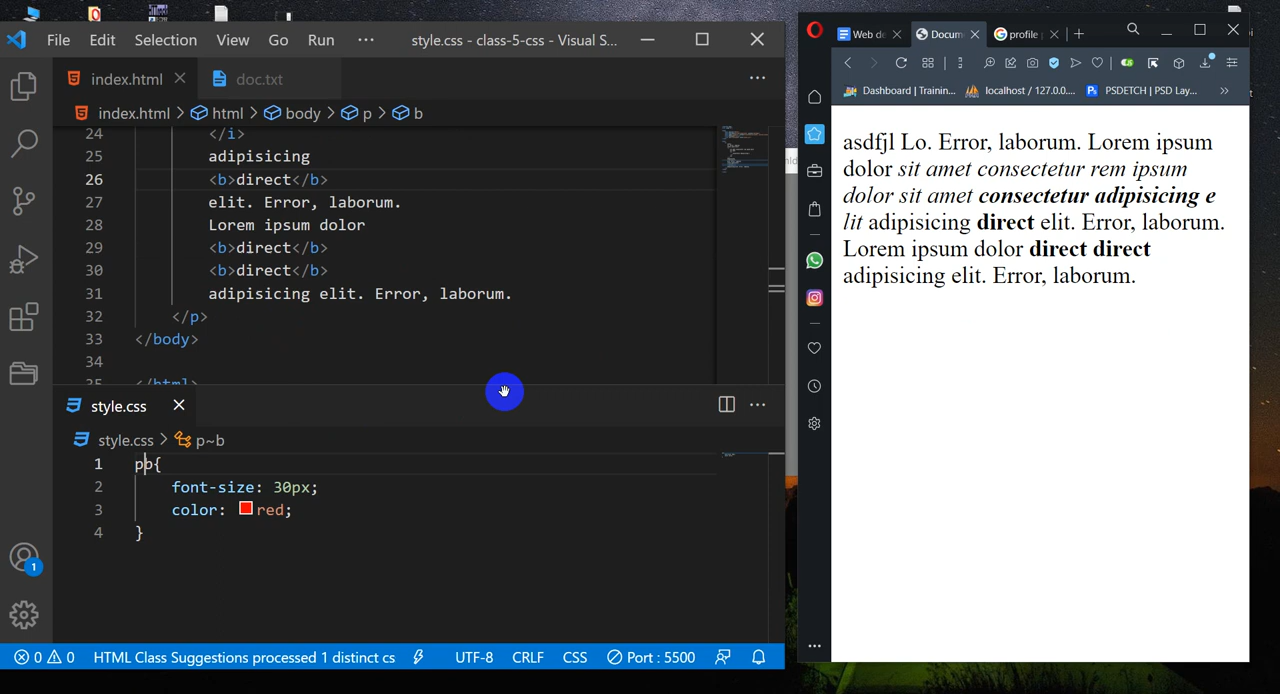 File Edit Selection View Go Run ··· style.css - class-5-css - Visual S...
index.html doc.txt ···
index.html > html > body > p > b
24 </i>
25 adipisicing
26 <b>direct</b>
27 elit. Error, laborum.
28 Lorem ipsum dolor
29 <b>direct</b>
30 <b>direct</b>
31 adipisicing elit. Error, laborum.
32 </p>
33 </body>
34
35 </html>
style.css
style.css > p~b
1 pb{
2 font-size: 30px;
3 color: red;
4 }
1
0 0 HTML Class Suggestions processed 1 distinct cs UTF-8 CRLF CSS Port : 5500
Web de Docum profile
Dashboard | Trainin... localhost / 127.0.0.... PSDETCH | PSD Lay... »
asdfjl Lo. Error, laborum. Lorem ipsum
dolor sit amet consectetur rem ipsum
dolor sit amet consectetur adipisicing e
lit adipisicing direct elit. Error, laborum.
Lorem ipsum dolor direct direct
adipisicing elit. Error, laborum.